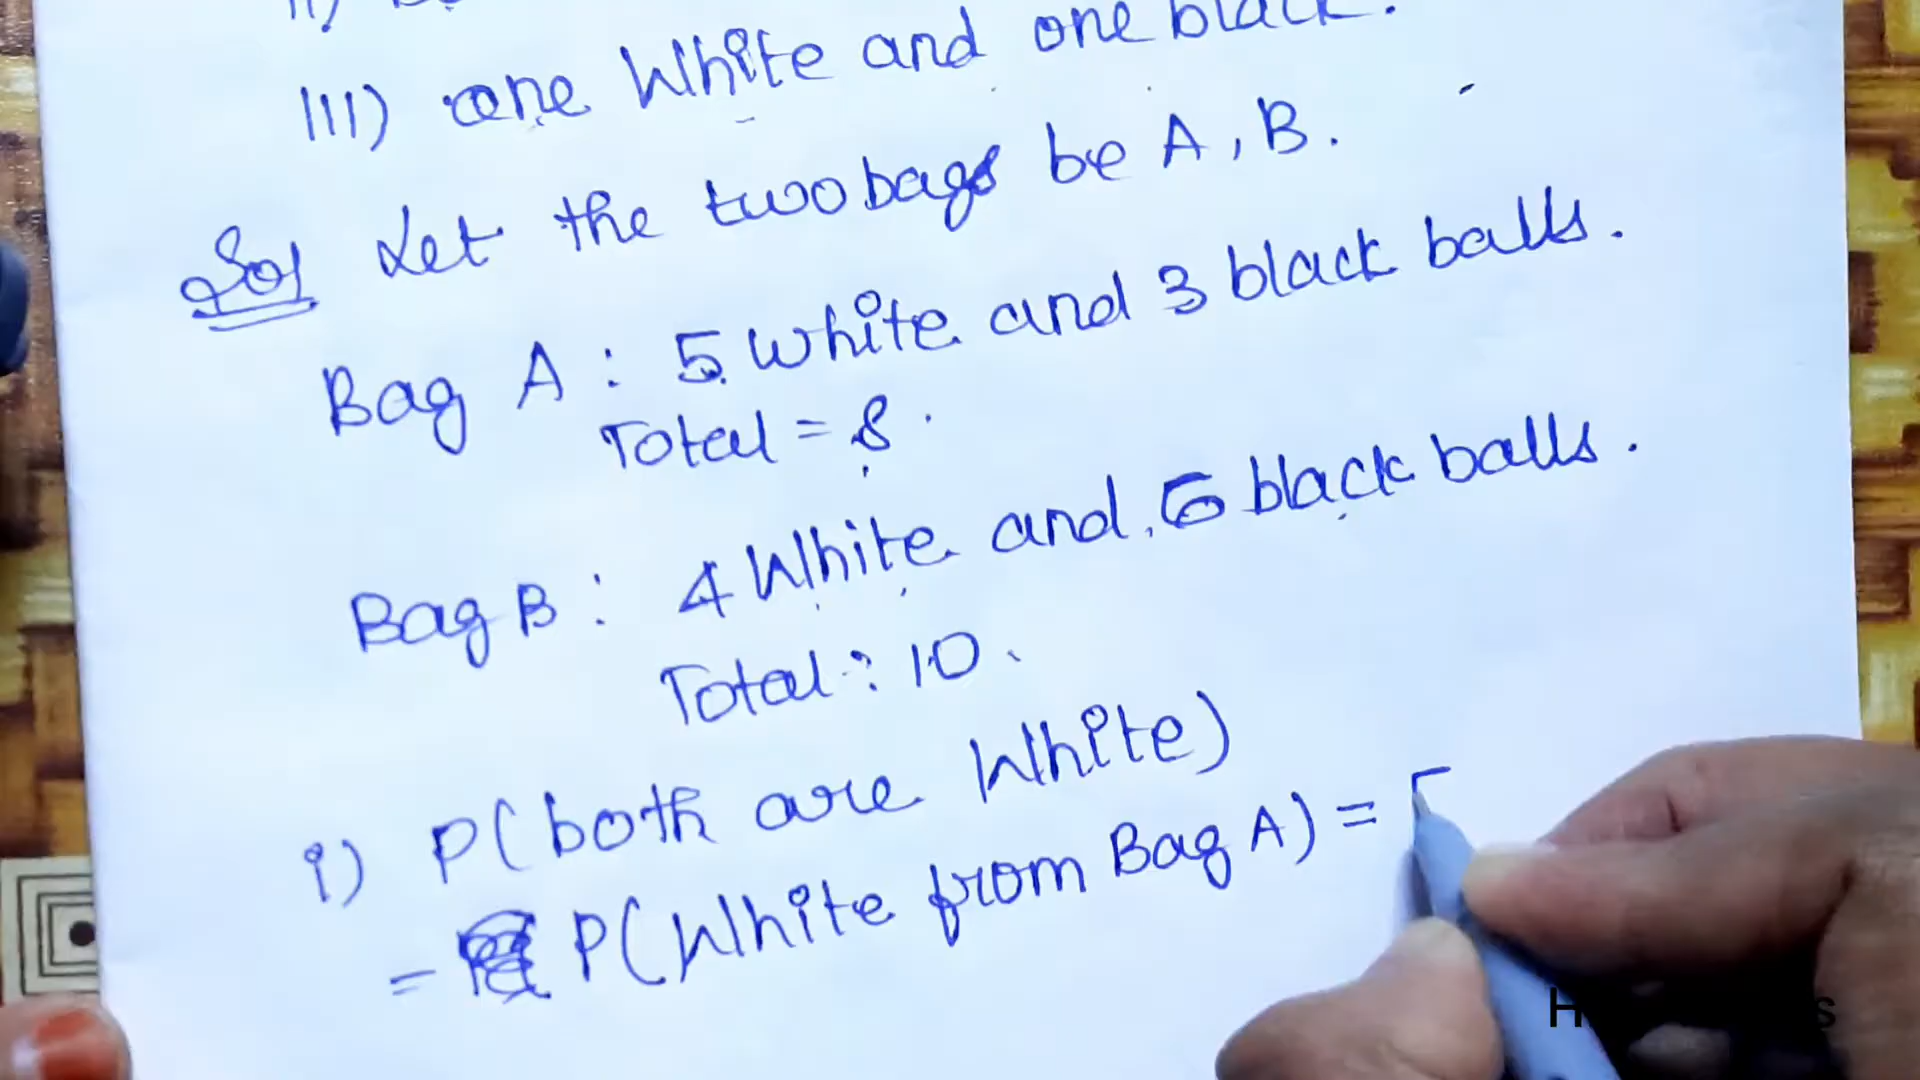 III) one White and one black.
Sol Let the two bags be A, B.
Bag A : 5 white and 3 black balls.
Total = 8.
Bag B : 4 White and 6 black balls.
Total : 10.
i) P(both are White)
= P(White from Bag A) = 5